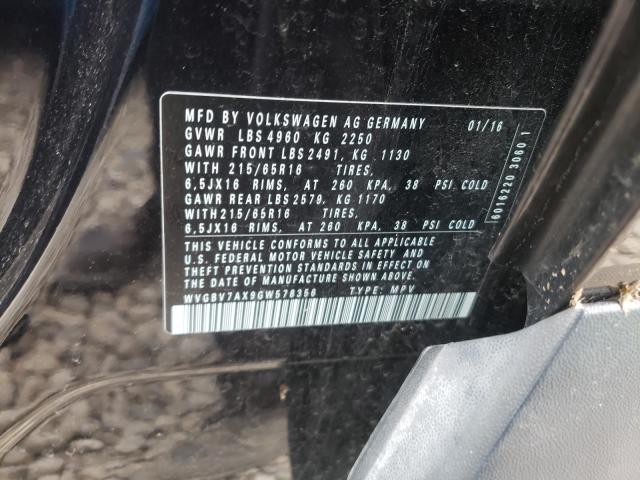 MFD BY VOLKSWAGEN AG GERMANY 01/16
GVWR LBS 4960 KG 2250
GAWR FRONT LBS 2491, KG 1130
WITH 215/65R16 TIRES,
6,5JX16 RIMS, AT 260 KPA, 38 PSI COLD
GAWR REAR LBS 2579, KG 1170
WITH 215/65R16 TIRES,
6,5JX16 RIMS, AT 260 KPA, 38 PSI COLD
THIS VEHICLE CONFORMS TO ALL APPLICABLE
U.S. FEDERAL MOTOR VEHICLE SAFETY AND
THEFT PREVENTION STANDARDS IN EFFECT ON
THE DATE OF MANUFACTURE SHOWN ABOVE.
WVGBV7AX9GW578356 TYPE: MPV
6016220 3060 1